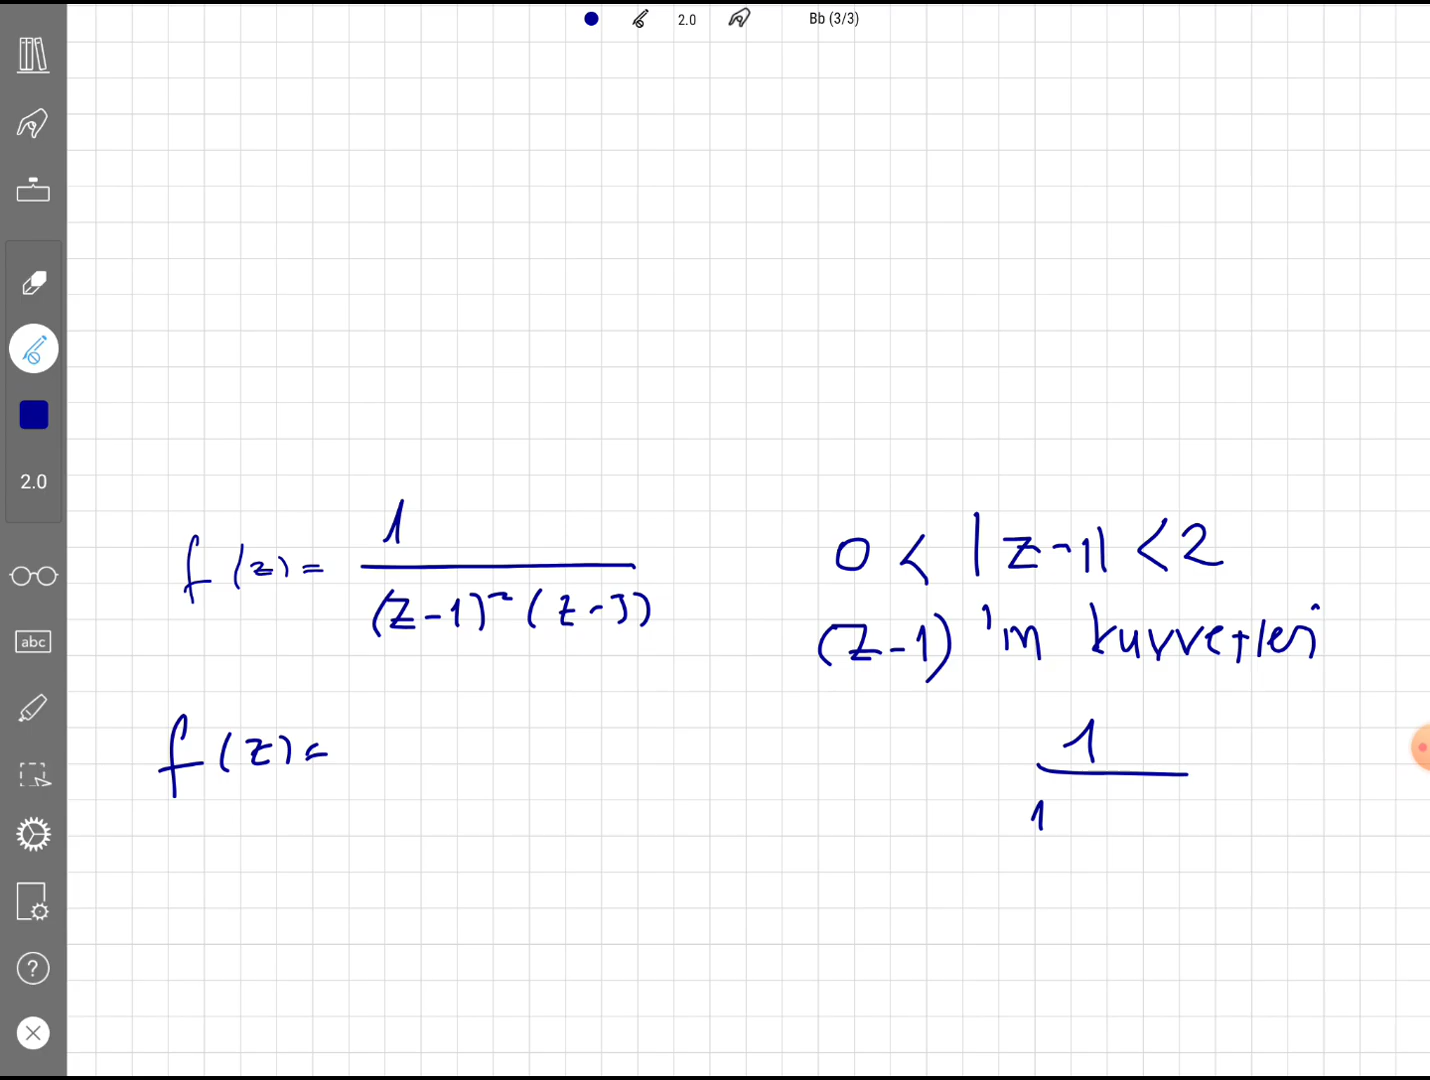 2.0 Bb (3/3)
2.0
abc
f(z) = 1 / (z-1)² (z-3)
0 < |z-1| < 2
(z-1)'in kuvvetleri
f(z) =
1 / 1